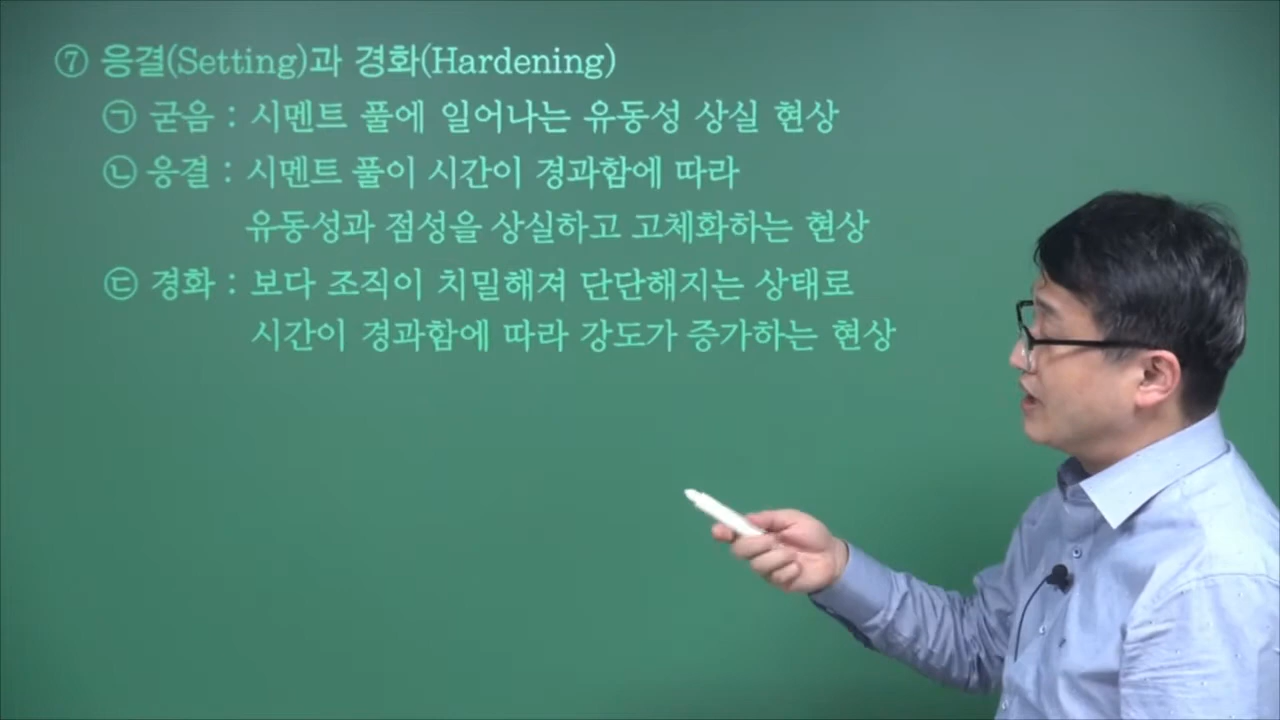 ⑦ 응결(Setting)과 경화(Hardening)
㉠ 굳음 : 시멘트 풀에 일어나는 유동성 상실 현상
㉡ 응결 : 시멘트 풀이 시간이 경과함에 따라
유동성과 점성을 상실하고 고체화하는 현상
㉢ 경화 : 보다 조직이 치밀해져 단단해지는 상태로
시간이 경과함에 따라 강도가 증가하는 현상